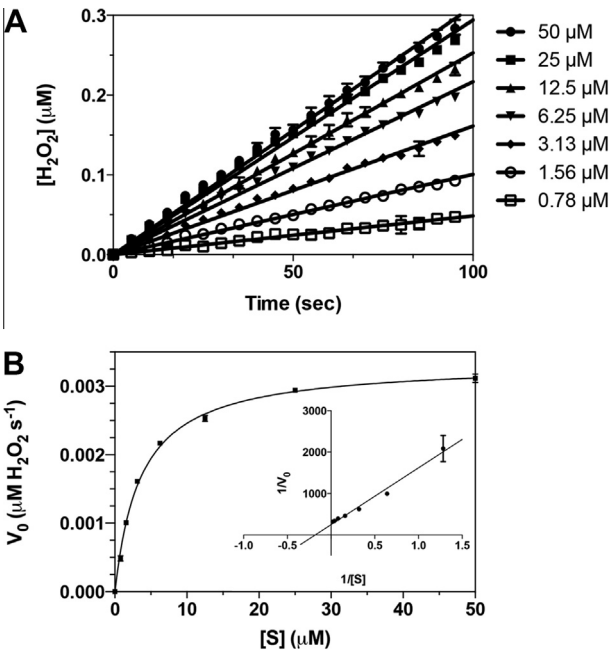 A
[H₂O₂] (µM)
0.3
0.2
0.1
0.0
0
50
100
Time (sec)
50 µM
25 µM
12.5 µM
6.25 µM
3.13 µM
1.56 µM
0.78 µM
B
V₀ (µM H₂O₂ s⁻¹)
0.003
0.002
0.001
0.000
0
10
20
30
40
50
[S] (µM)
1/V₀
3000
2000
1000
-1.0
-0.5
0.5
1.0
1.5
1/[S]